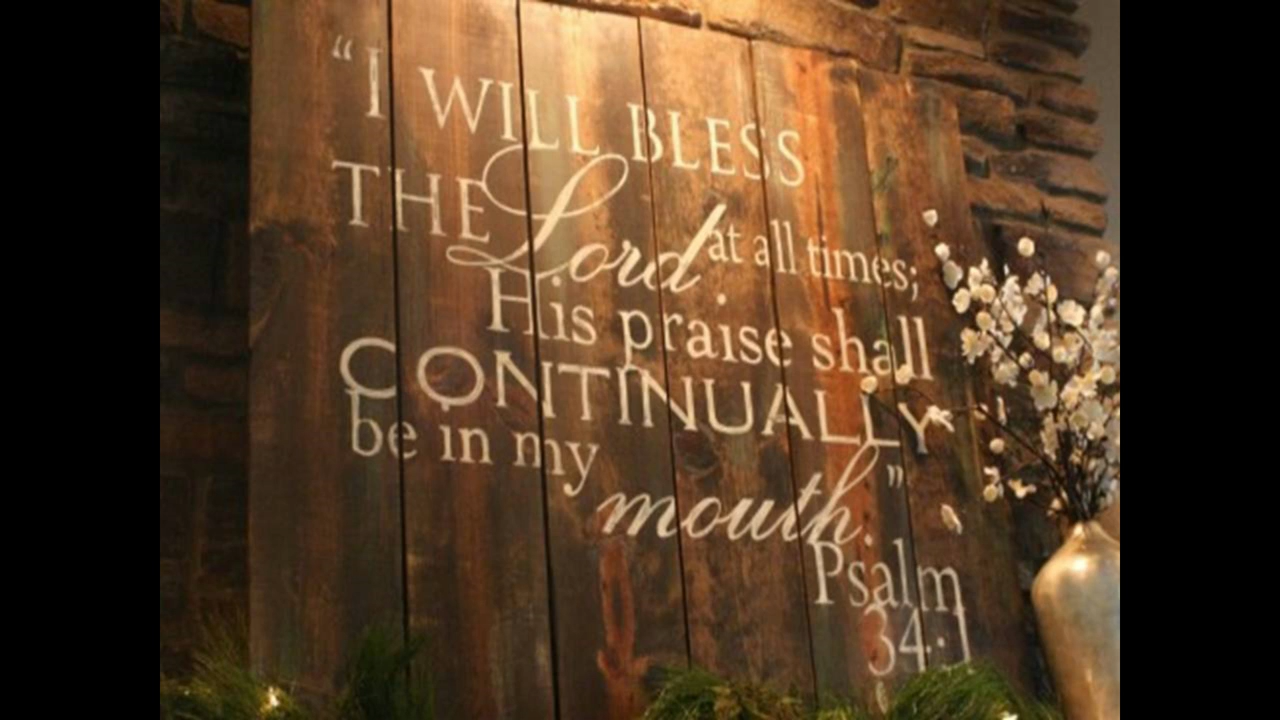 “I WILL BLESS
THE Lord at all times;
His praise shall
CONTINUALLY
be in my
mouth.”
Psalm
34:1